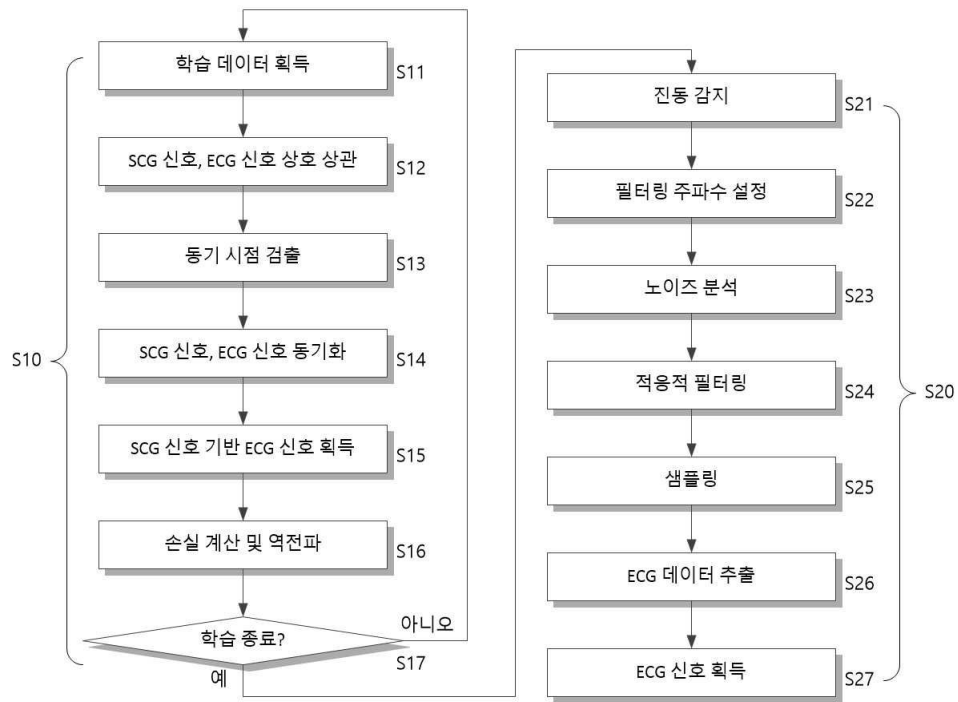 학습 데이터 획득
S11
SCG 신호, ECG 신호 상호 상관
S12
동기 시점 검출
S13
SCG 신호, ECG 신호 동기화
S14
SCG 신호 기반 ECG 신호 획득
S15
손실 계산 및 역전파
S16
학습 종료?
아니오
S17
예
S10
진동 감지
S21
필터링 주파수 설정
S22
노이즈 분석
S23
적응적 필터링
S24
샘플링
S25
ECG 데이터 추출
S26
ECG 신호 획득
S27
S20